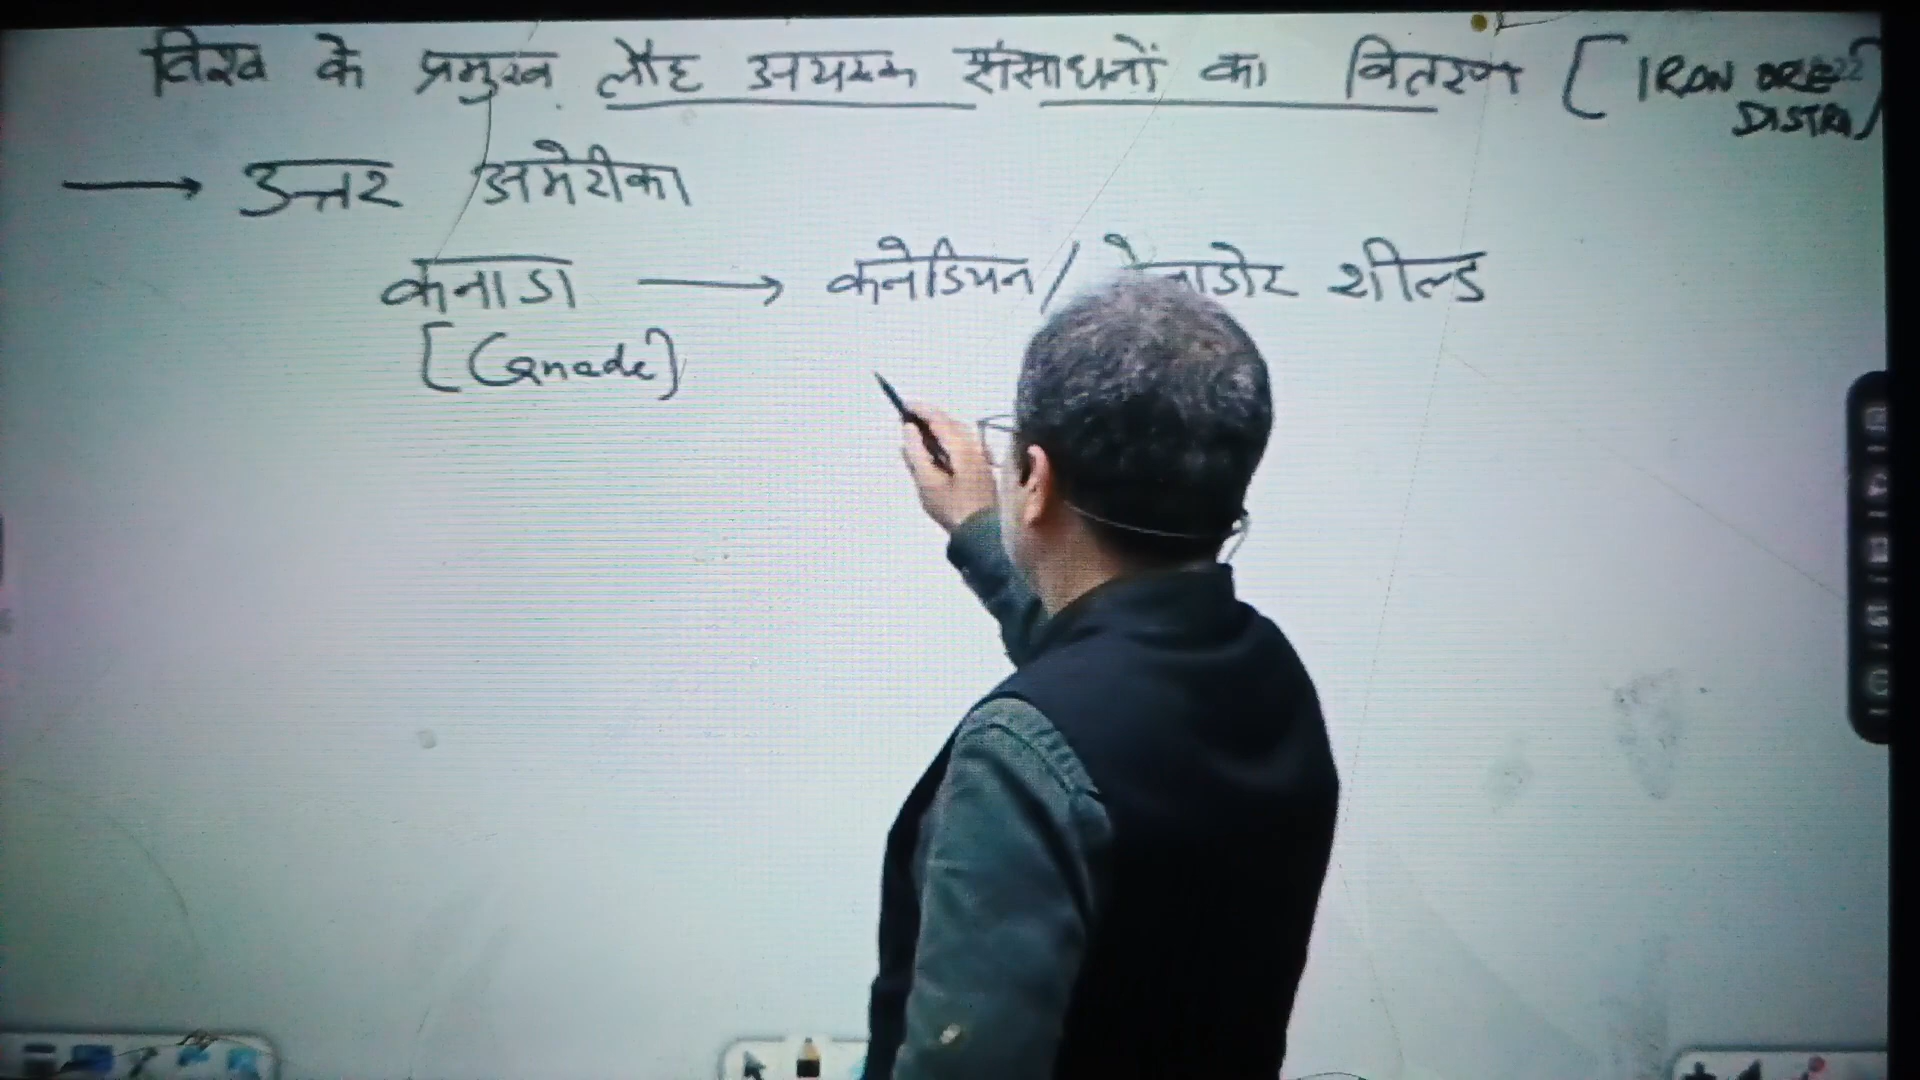 विश्व के प्रमुख लौह अयस्क संसाधनों का वितरण [IRON ORE
DISTRI]
→ उत्तर अमेरीका
कनाडा → कनेडियन / शील्ड
[Canada]